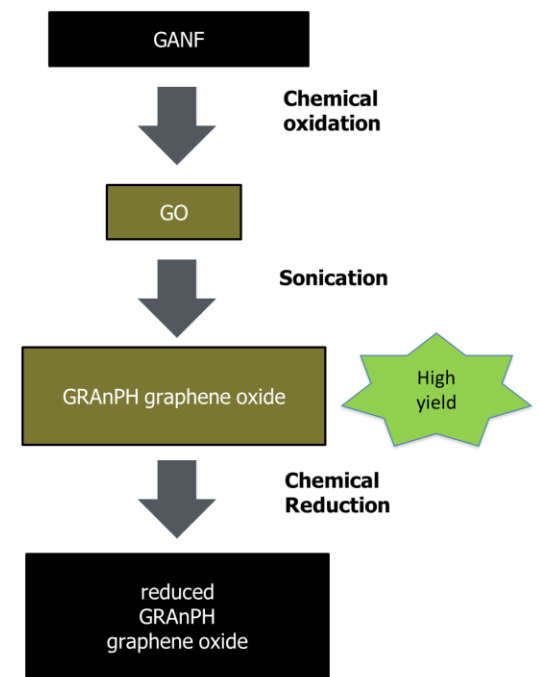 GANF
Chemical
oxidation
GO
Sonication
GRAnPH graphene oxide
High
yield
Chemical
Reduction
reduced
GRAnPH
graphene oxide